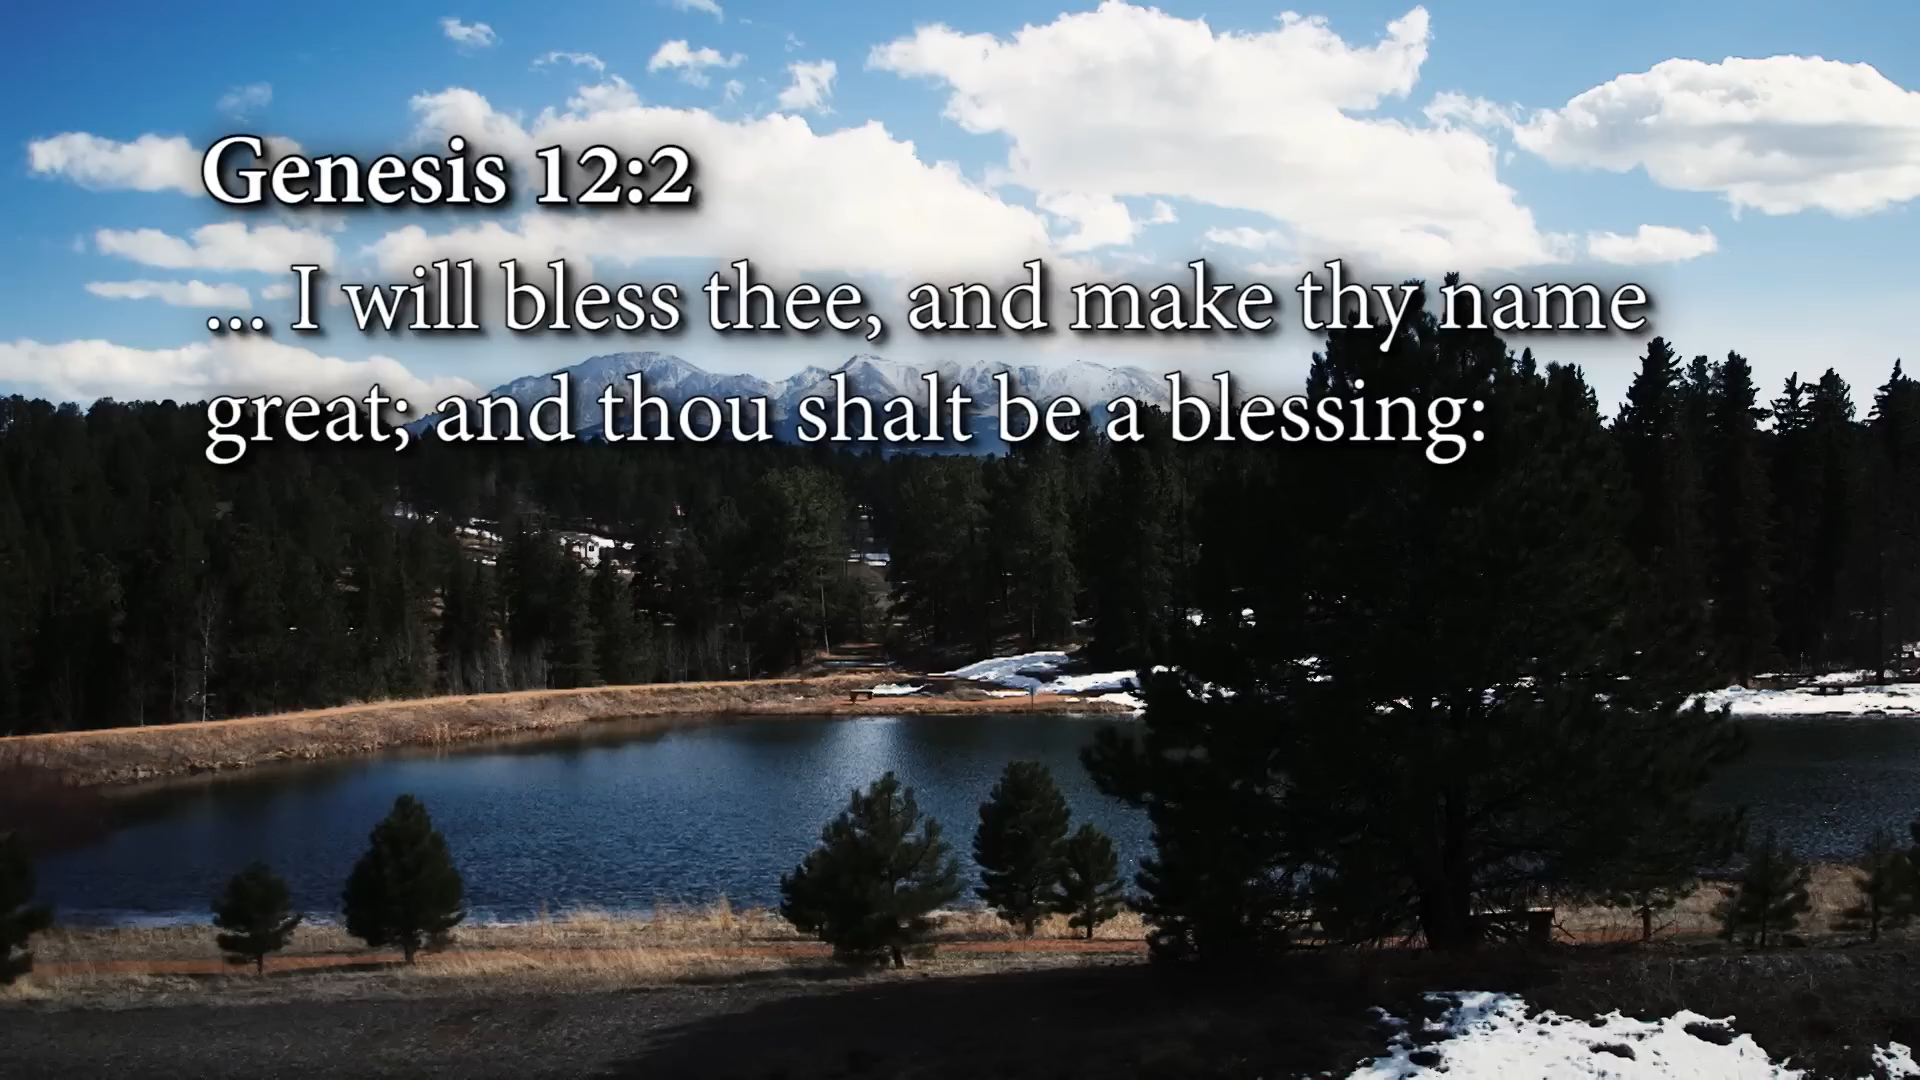 Genesis 12:2
... I will bless thee, and make thy name
great; and thou shalt be a blessing: